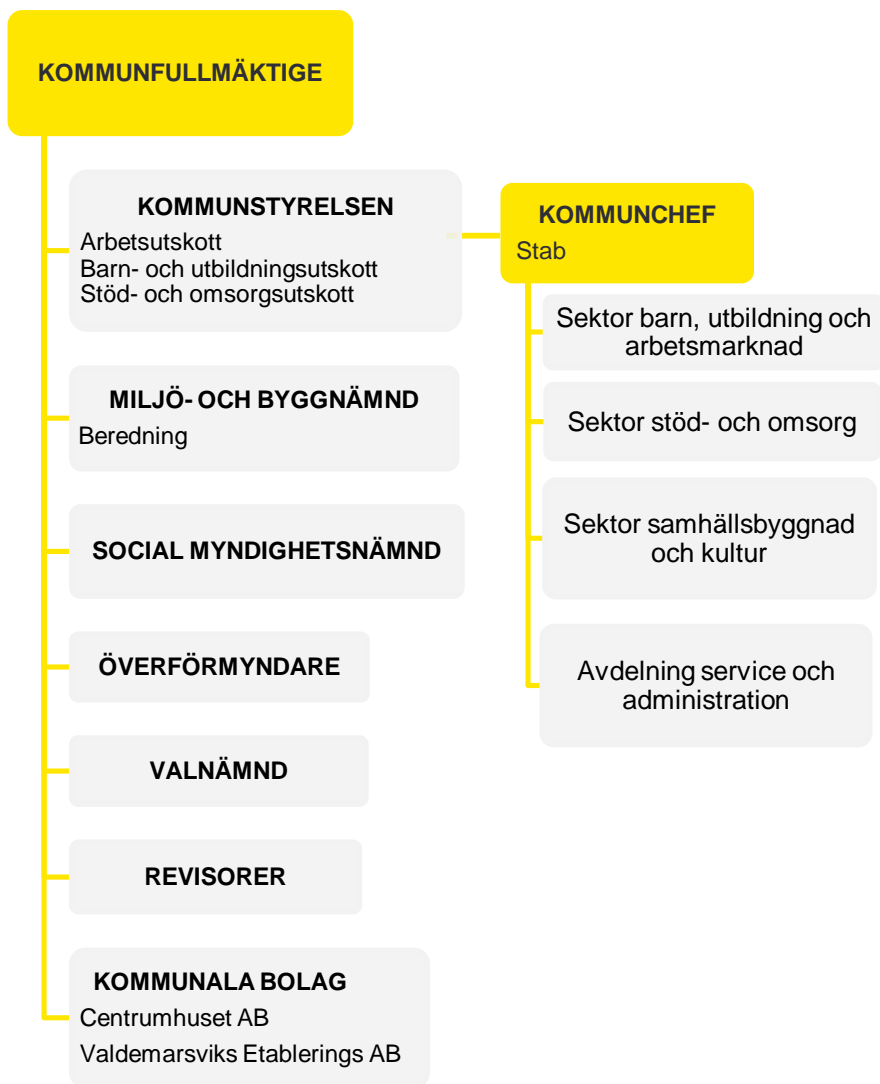 KOMMUNFULLMÄKTIGE
KOMMUNSTYRELSEN
Arbetsutskott
Barn- och utbildningsutskott
Stöd- och omsorgsutskott
MILJÖ- OCH BYGGNÄMND
Beredning
SOCIAL MYNDIGHETSNÄMND
ÖVERFÖRMYNDARE
VALNÄMND
REVISORER
KOMMUNALA BOLAG
Centrumhuset AB
Valdemarsviks Etablerings AB
KOMMUNCHEF
Stab
Sektor barn, utbildning och
arbetsmarknad
Sektor stöd- och omsorg
Sektor samhällsbyggnad
och kultur
Avdelning service och
administration